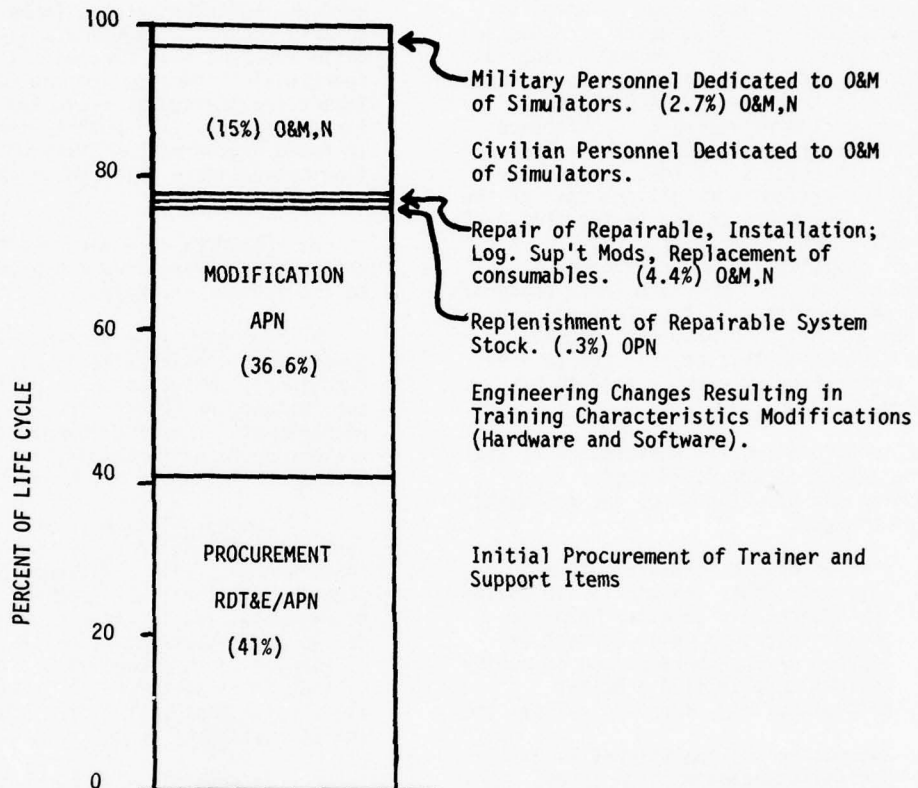 100
80
60
40
20
0
PERCENT OF LIFE CYCLE
(15%) O&M,N
MODIFICATION
APN
(36.6%)
PROCUREMENT
RDT&E/APN
(41%)
Military Personnel Dedicated to O&M
of Simulators. (2.7%) O&M,N
Civilian Personnel Dedicated to O&M
of Simulators.
Repair of Repairable, Installation;
Log. Sup't Mods, Replacement of
consumables. (4.4%) O&M,N
Replenishment of Repairable System
Stock. (.3%) OPN
Engineering Changes Resulting in
Training Characteristics Modifications
(Hardware and Software).
Initial Procurement of Trainer and
Support Items